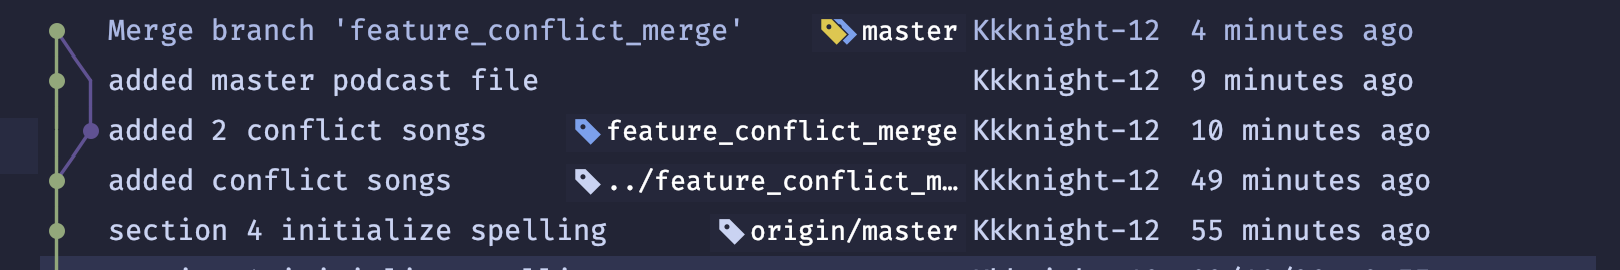 Merge branch 'feature_conflict_merge' master Kkknight-12 4 minutes ago
added master podcast file Kkknight-12 9 minutes ago
added 2 conflict songs feature_conflict_merge Kkknight-12 10 minutes ago
added conflict songs ../feature_conflict_m… Kkknight-12 49 minutes ago
section 4 initialize spelling origin/master Kkknight-12 55 minutes ago